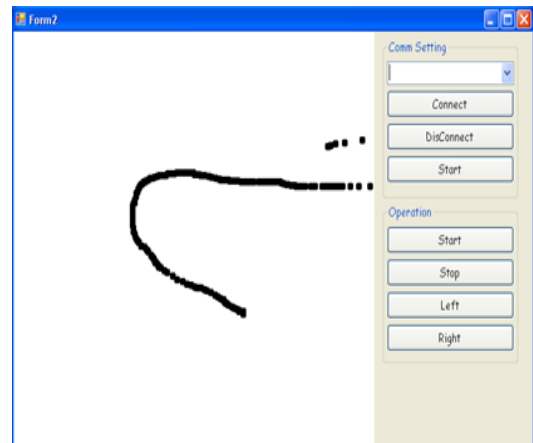 Form2
Comm Setting
Connect
DisConnect
Start
Operation
Start
Stop
Left
Right